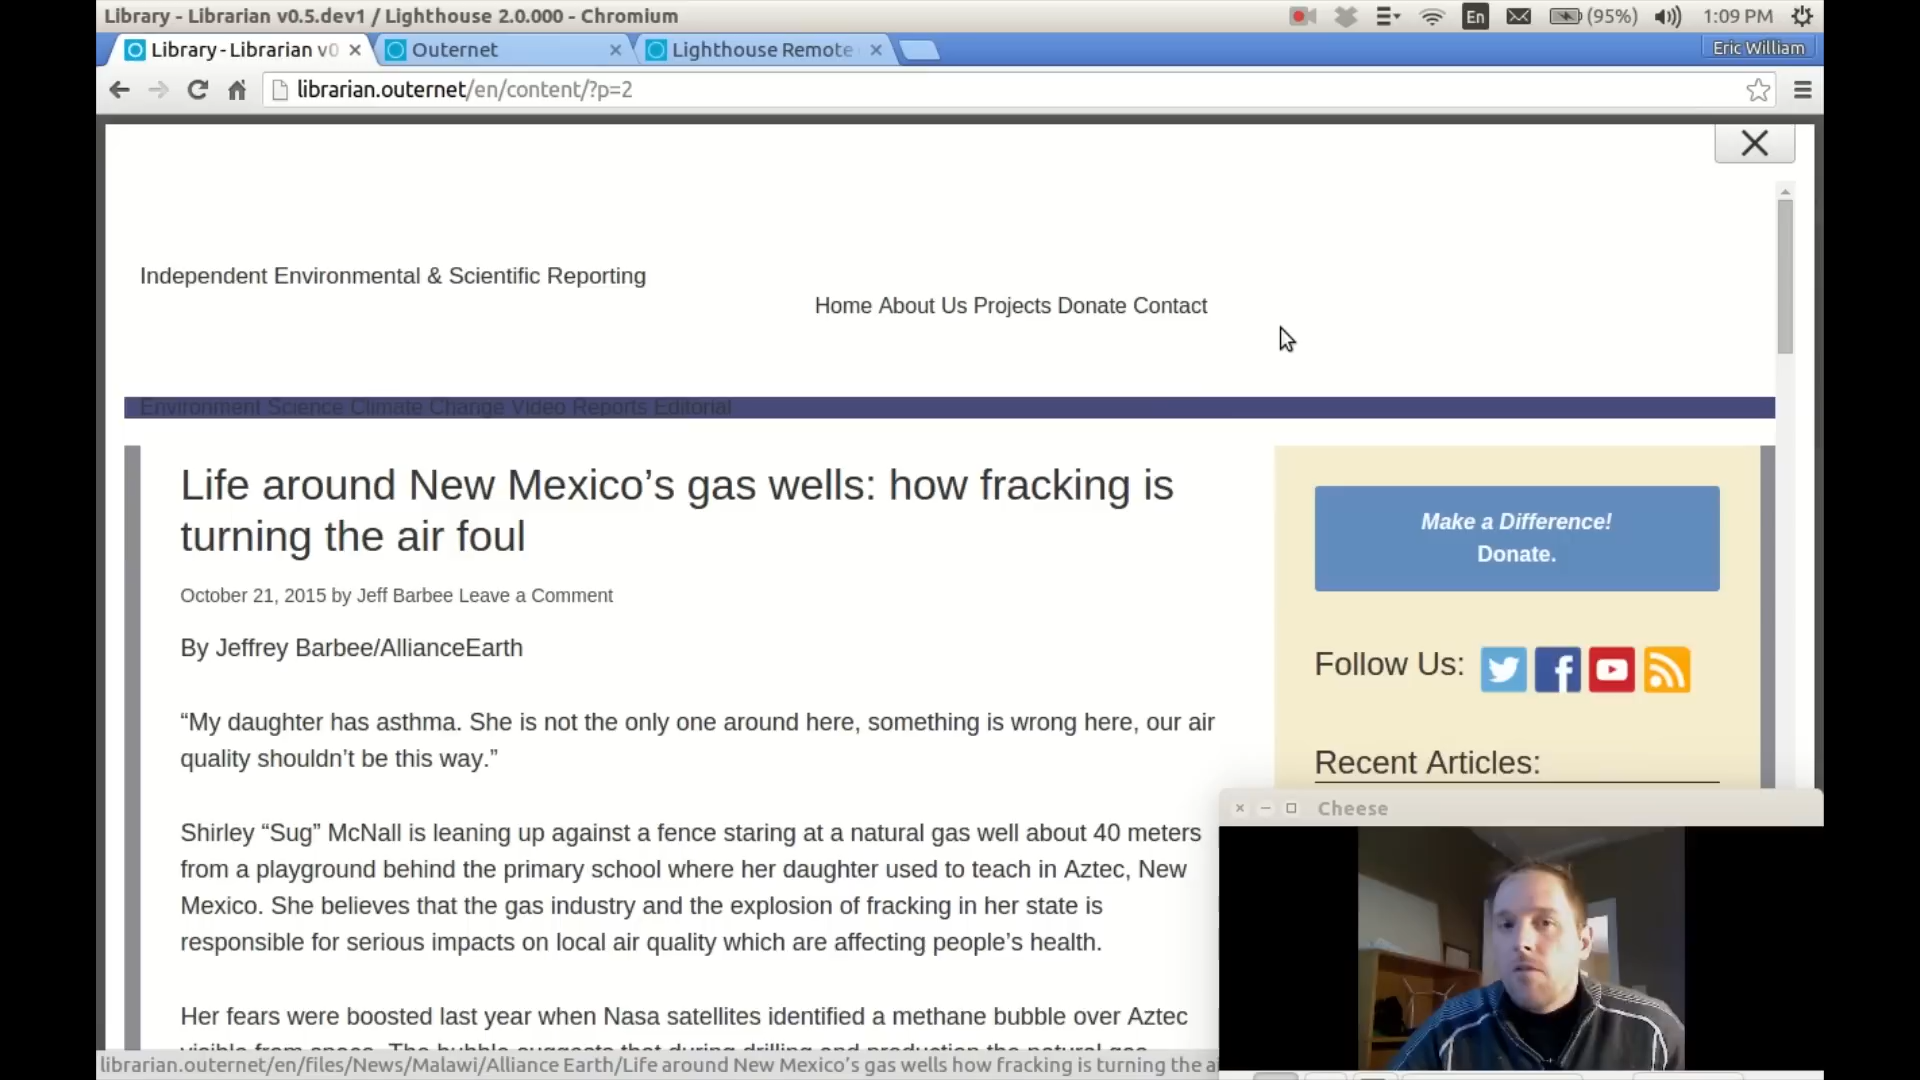 Library - Librarian v0.5.dev1 / Lighthouse 2.0.000 - Chromium
En
(95%)
1:09 PM
Library - Librarian v0
Outernet
Lighthouse Remote
Eric William
librarian.outernet/en/content/?p=2
Independent Environmental & Scientific Reporting
Home About Us Projects Donate Contact
Environment Science Climate Change Video Reports Editorial
Life around New Mexico’s gas wells: how fracking is
turning the air foul
October 21, 2015 by Jeff Barbee Leave a Comment
By Jeffrey Barbee/AllianceEarth
“My daughter has asthma. She is not the only one around here, something is wrong here, our air
quality shouldn’t be this way.”
Shirley “Sug” McNall is leaning up against a fence staring at a natural gas well about 40 meters
from a playground behind the primary school where her daughter used to teach in Aztec, New
Mexico. She believes that the gas industry and the explosion of fracking in her state is
responsible for serious impacts on local air quality which are affecting people’s health.
Her fears were boosted last year when Nasa satellites identified a methane bubble over Aztec
visible from space. The bubble suggests that during drilling and production the natural gas
Make a Difference!
Donate.
Follow Us:
Recent Articles:
Cheese
librarian.outernet/en/files/News/Malawi/Alliance Earth/Life around New Mexico’s gas wells how fracking is turning the ai